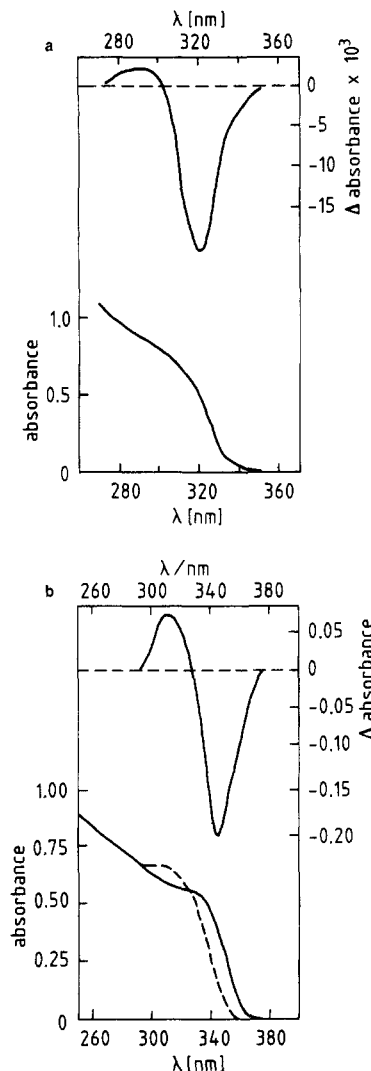 λ [nm]
a
280 320 360
0
-5
-10
-15
Δ absorbance × 10³
1.0
0.5
0
absorbance
280 320 360
λ [nm]
λ/nm
b
260 300 340 380
0.05
0
-0.05
-0.10
-0.15
-0.20
Δ absorbance
1.00
0.75
0.50
0.25
0
absorbance
260 300 340 380
λ [nm]